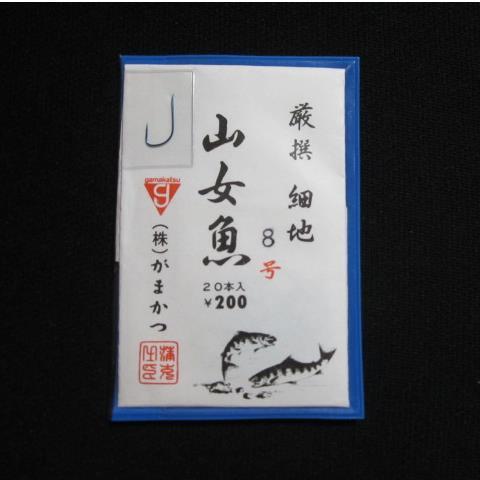 厳撰 細地
山女魚
8号
20本入
¥200
gamakatsu
g
(株)がまかつ